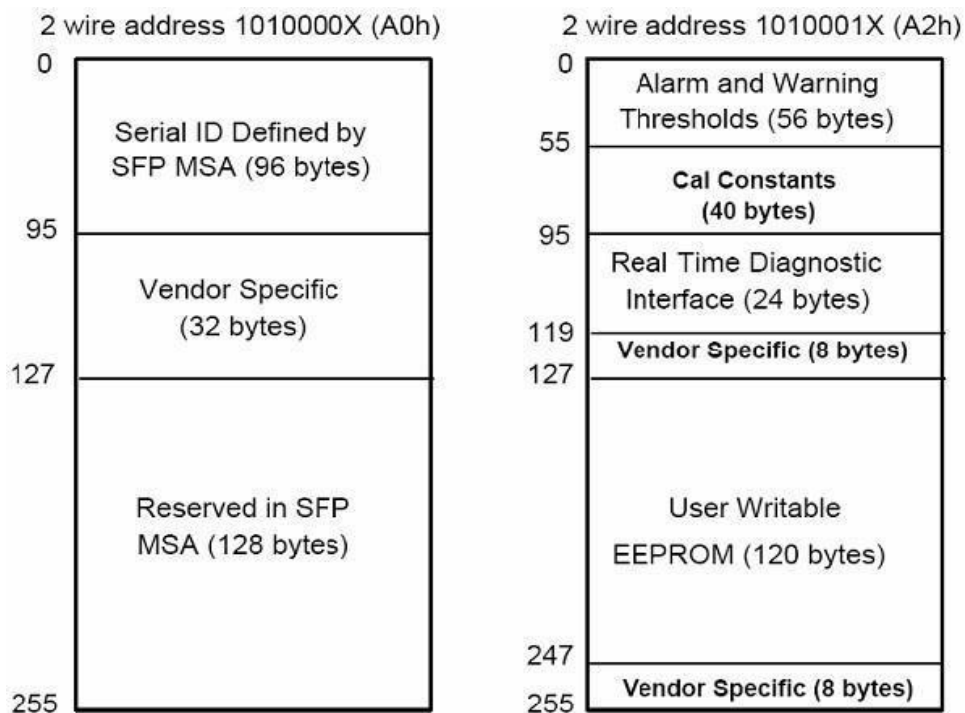 2 wire address 1010000X (A0h)
0
Serial ID Defined by
SFP MSA (96 bytes)
95
Vendor Specific
(32 bytes)
127
Reserved in SFP
MSA (128 bytes)
255
2 wire address 1010001X (A2h)
0
Alarm and Warning
Thresholds (56 bytes)
55
Cal Constants
(40 bytes)
95
Real Time Diagnostic
Interface (24 bytes)
119
Vendor Specific (8 bytes)
127
User Writable
EEPROM (120 bytes)
247
Vendor Specific (8 bytes)
255